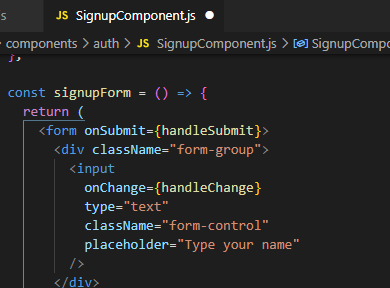 s
JS SignupComponent.js ●
components > auth > JS SignupComponent.js > SignupCompo
};
const signupForm = () => {
return (
<form onSubmit={handleSubmit}>
<div className="form-group">
<input
onChange={handleChange}
type="text"
className="form-control"
placeholder="Type your name"
/>
</div>